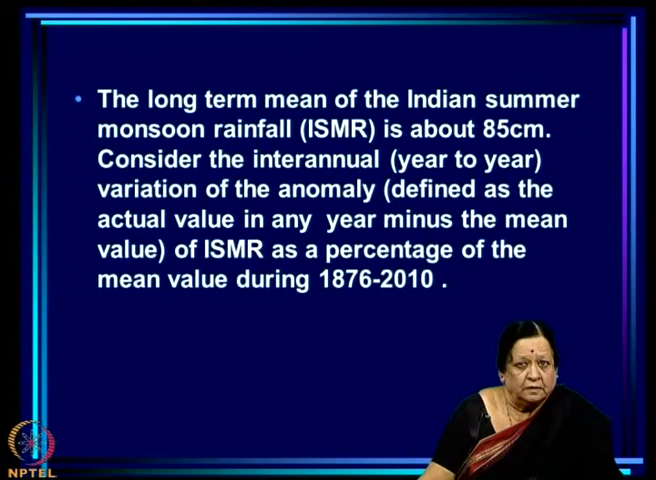 • The long term mean of the Indian summer
monsoon rainfall (ISMR) is about 85cm.
Consider the interannual (year to year)
variation of the anomaly (defined as the
actual value in any year minus the mean
value) of ISMR as a percentage of the
mean value during 1876-2010 .
NPTEL